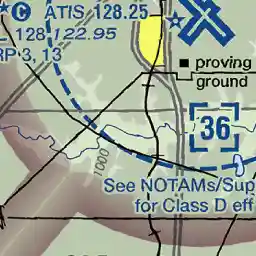 C ATIS 128.25
L 128 122.95
RP 3, 13
proving
ground
36
1000
See NOTAMs/Sup
for Class D eff